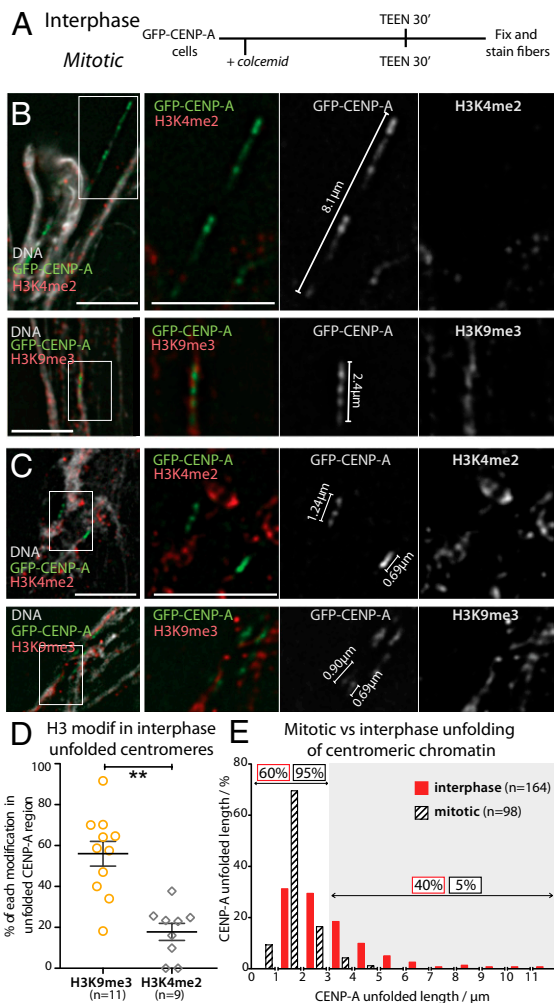 A Interphase
Mitotic
GFP-CENP-A
cells
TEEN 30'
+ colcemid
TEEN 30'
Fix and
stain fibers
B
DNA
GFP-CENP-A
H3K4me2
GFP-CENP-A
H3K4me2
GFP-CENP-A
8.1µm
H3K4me2
DNA
GFP-CENP-A
H3K9me3
GFP-CENP-A
H3K9me3
GFP-CENP-A
2.4µm
H3K9me3
C
DNA
GFP-CENP-A
H3K4me2
GFP-CENP-A
H3K4me2
GFP-CENP-A
1.24µm
0.69µm
H3K4me2
DNA
GFP-CENP-A
H3K9me3
GFP-CENP-A
H3K9me3
GFP-CENP-A
0.90µm
0.69µm
H3K9me3
D H3 modif in interphase
unfolded centromeres
% of each modification in
unfolded CENP-A region
100
80
60
40
20
0
**
H3K9me3
(n=11)
H3K4me2
(n=9)
E Mitotic vs interphase unfolding
of centromeric chromatin
CENP-A unfolded length / %
80
60
40
20
0
60% 95%
interphase (n=164)
mitotic (n=98)
40% 5%
0 1 2 3 4 5 6 7 8 9 10 11
CENP-A unfolded length / µm